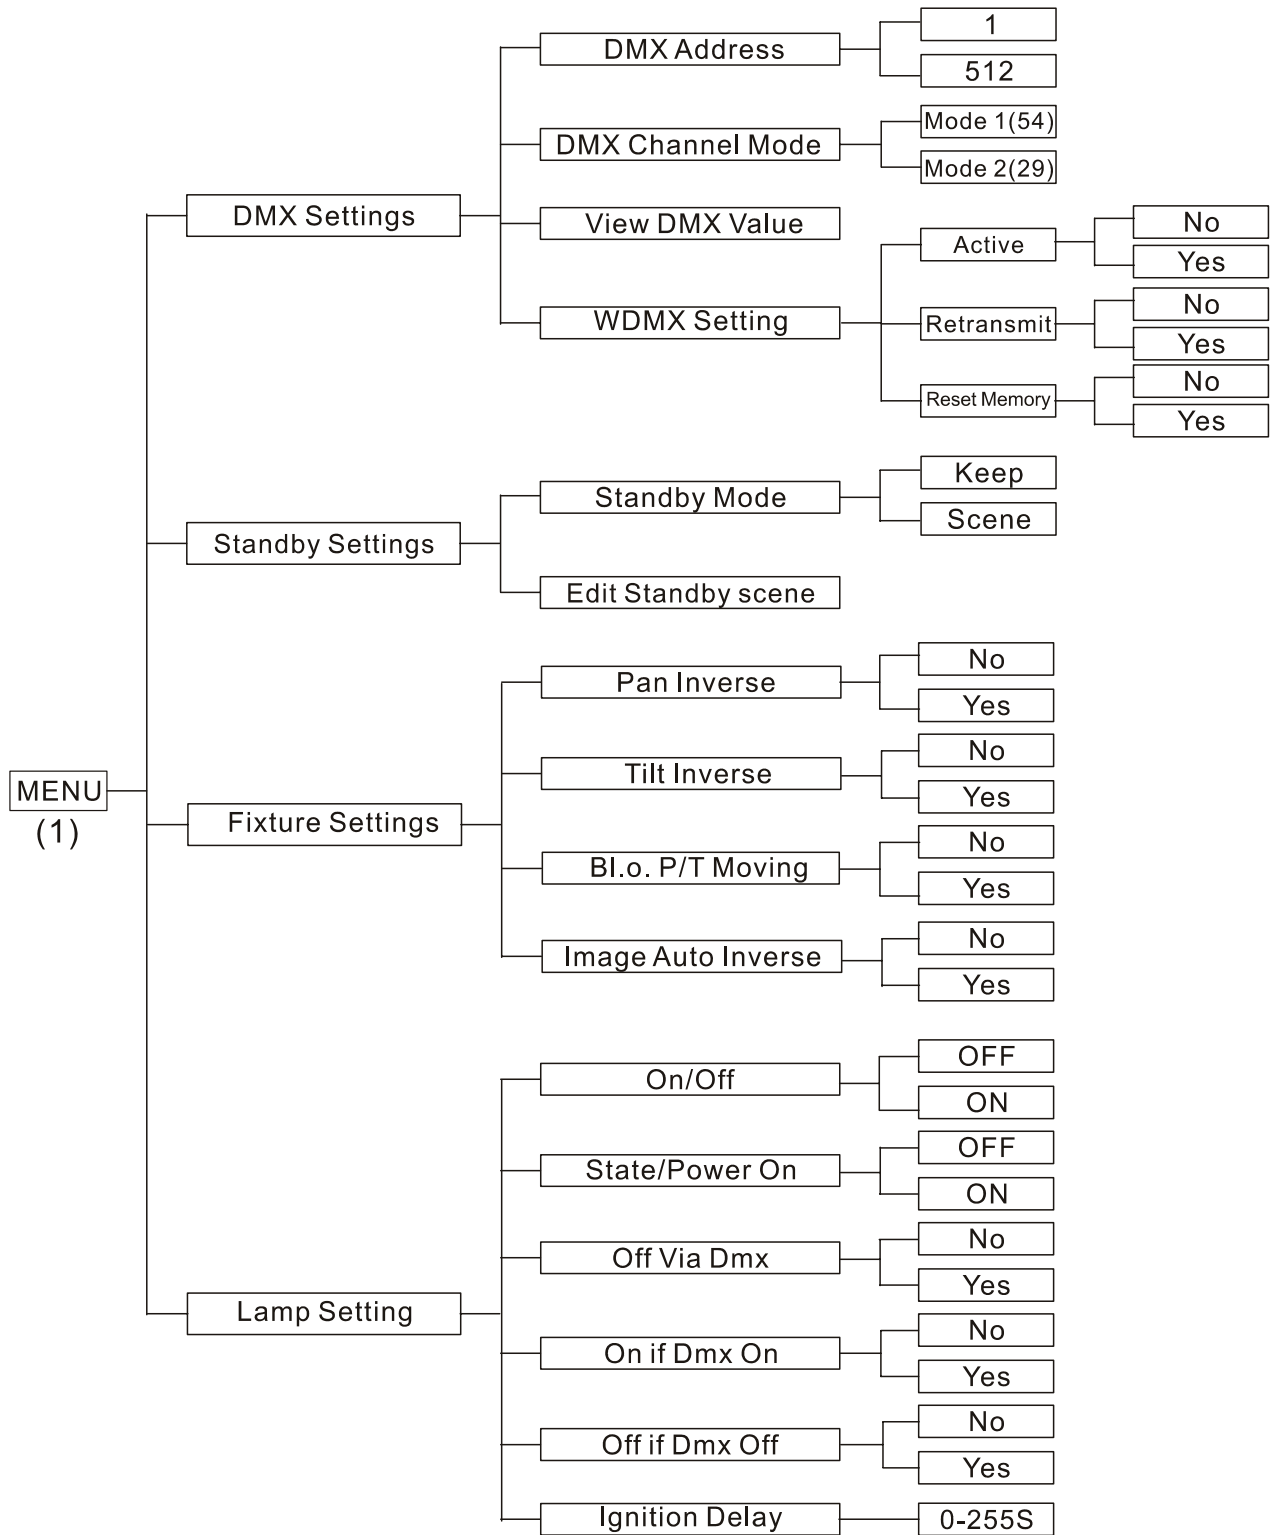 MENU
(1)
DMX Settings
DMX Address
1
512
DMX Channel Mode
Mode 1(54)
Mode 2(29)
View DMX Value
WDMX Setting
Active
No
Yes
Retransmit
No
Yes
Reset Memory
No
Yes
Standby Settings
Standby Mode
Keep
Scene
Edit Standby scene
Fixture Settings
Pan Inverse
No
Yes
Tilt Inverse
No
Yes
Bl.o. P/T Moving
No
Yes
Image Auto Inverse
No
Yes
Lamp Setting
On/Off
OFF
ON
State/Power On
OFF
ON
Off Via Dmx
No
Yes
On if Dmx On
No
Yes
Off if Dmx Off
No
Yes
Ignition Delay
0-255S